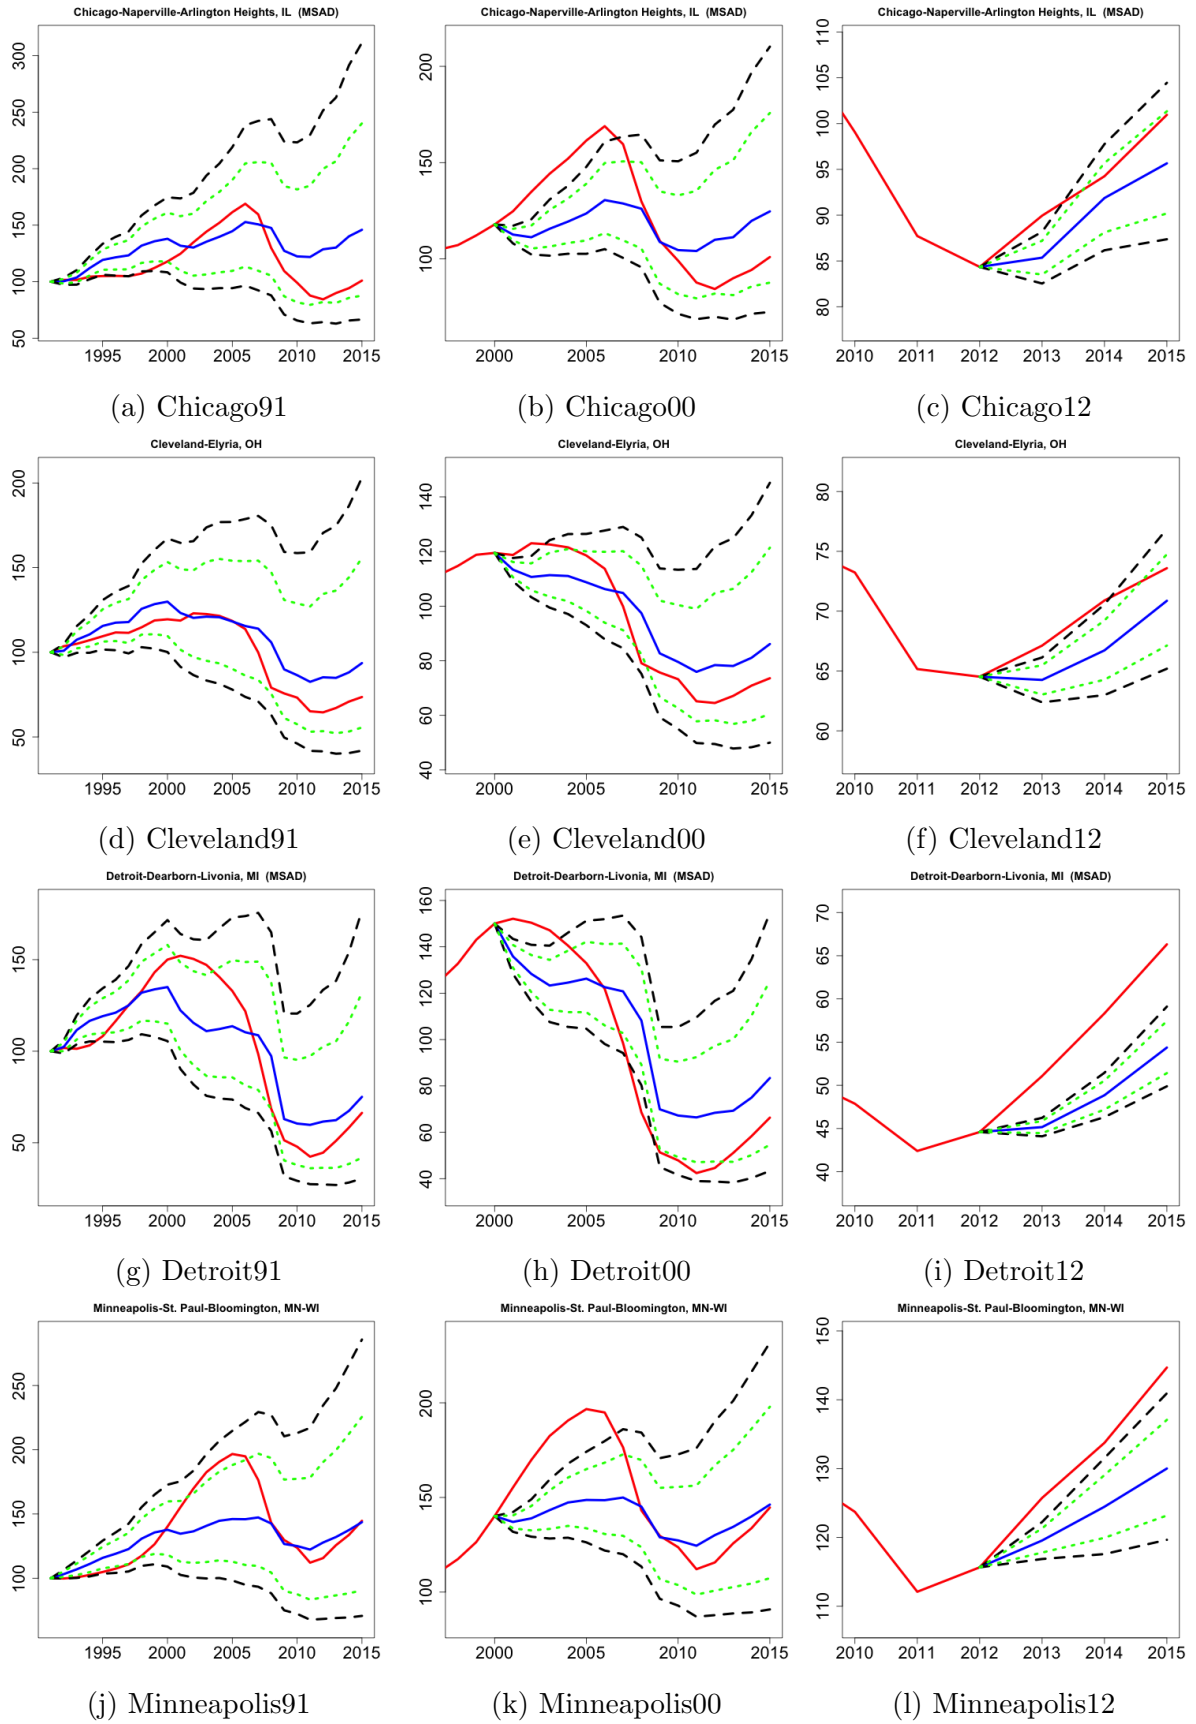 Chicago-Naperville-Arlington Heights, IL (MSAD)
50 100 150 200 250 300
1995 2000 2005 2010 2015
(a) Chicago91
Chicago-Naperville-Arlington Heights, IL (MSAD)
100 150 200
2000 2005 2010 2015
(b) Chicago00
Chicago-Naperville-Arlington Heights, IL (MSAD)
80 85 90 95 100 105 110
2010 2011 2012 2013 2014 2015
(c) Chicago12
Cleveland-Elyria, OH
50 100 150 200
1995 2000 2005 2010 2015
(d) Cleveland91
Cleveland-Elyria, OH
40 60 80 100 120 140
2000 2005 2010 2015
(e) Cleveland00
Cleveland-Elyria, OH
60 65 70 75 80
2010 2011 2012 2013 2014 2015
(f) Cleveland12
Detroit-Dearborn-Livonia, MI (MSAD)
50 100 150
1995 2000 2005 2010 2015
(g) Detroit91
Detroit-Dearborn-Livonia, MI (MSAD)
40 60 80 100 120 140 160
2000 2005 2010 2015
(h) Detroit00
Detroit-Dearborn-Livonia, MI (MSAD)
40 45 50 55 60 65 70
2010 2011 2012 2013 2014 2015
(i) Detroit12
Minneapolis-St. Paul-Bloomington, MN-WI
100 150 200 250
1995 2000 2005 2010 2015
(j) Minneapolis91
Minneapolis-St. Paul-Bloomington, MN-WI
100 150 200
2000 2005 2010 2015
(k) Minneapolis00
Minneapolis-St. Paul-Bloomington, MN-WI
110 120 130 140 150
2010 2011 2012 2013 2014 2015
(l) Minneapolis12